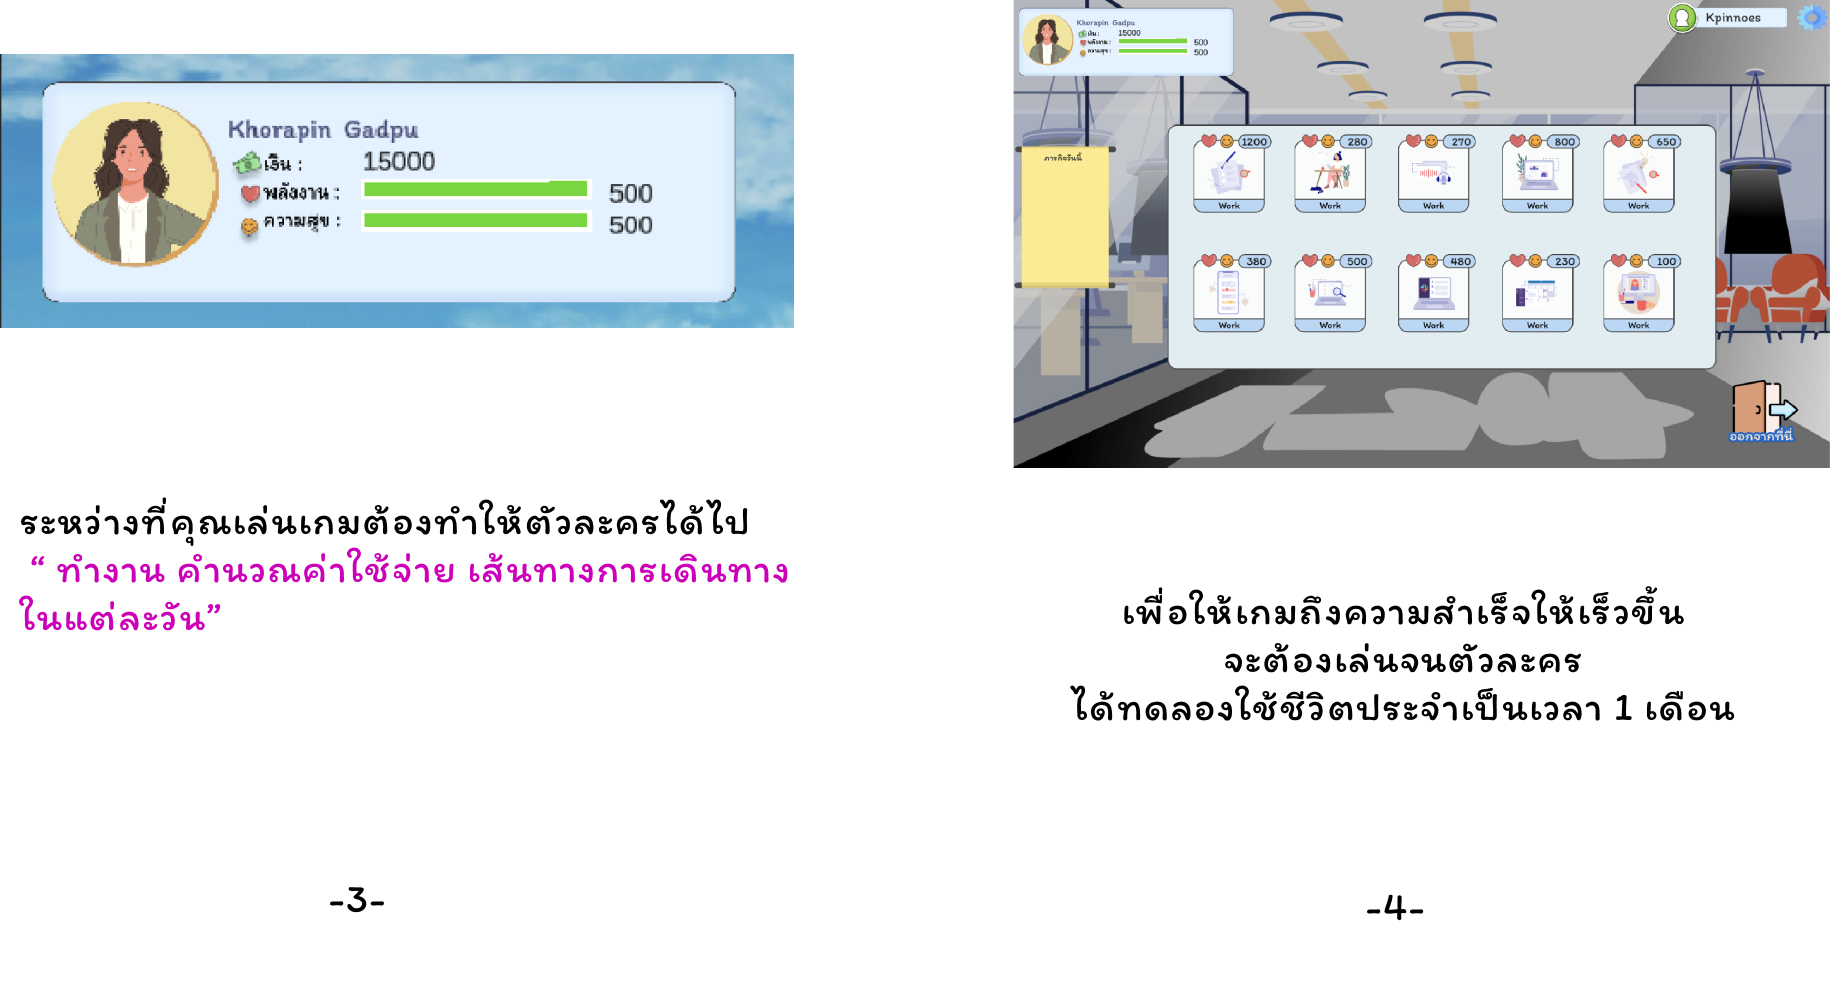 Khorapin Gadpu
เงิน : 15000
พลังงาน : 500
ความสุข : 500
ระหว่างที่คุณเล่นเกมต้องทำให้ตัวละครได้ไป
“ ทำงาน คำนวณค่าใช้จ่าย เส้นทางการเดินทาง
ในแต่ละวัน”
-3-
Khorapin Gadpu
เงิน : 15000
พลังงาน : 500
ความสุข : 500
Kpinnoes
ภารกิจวันนี้
1200 280 270 800 650
Work Work Work Work Work
380 500 480 230 100
Work Work Work Work Work
ออกจากที่นี่
เพื่อให้เกมถึงความสำเร็จให้เร็วขึ้น
จะต้องเล่นจนตัวละคร
ได้ทดลองใช้ชีวิตประจำเป็นเวลา 1 เดือน
-4-